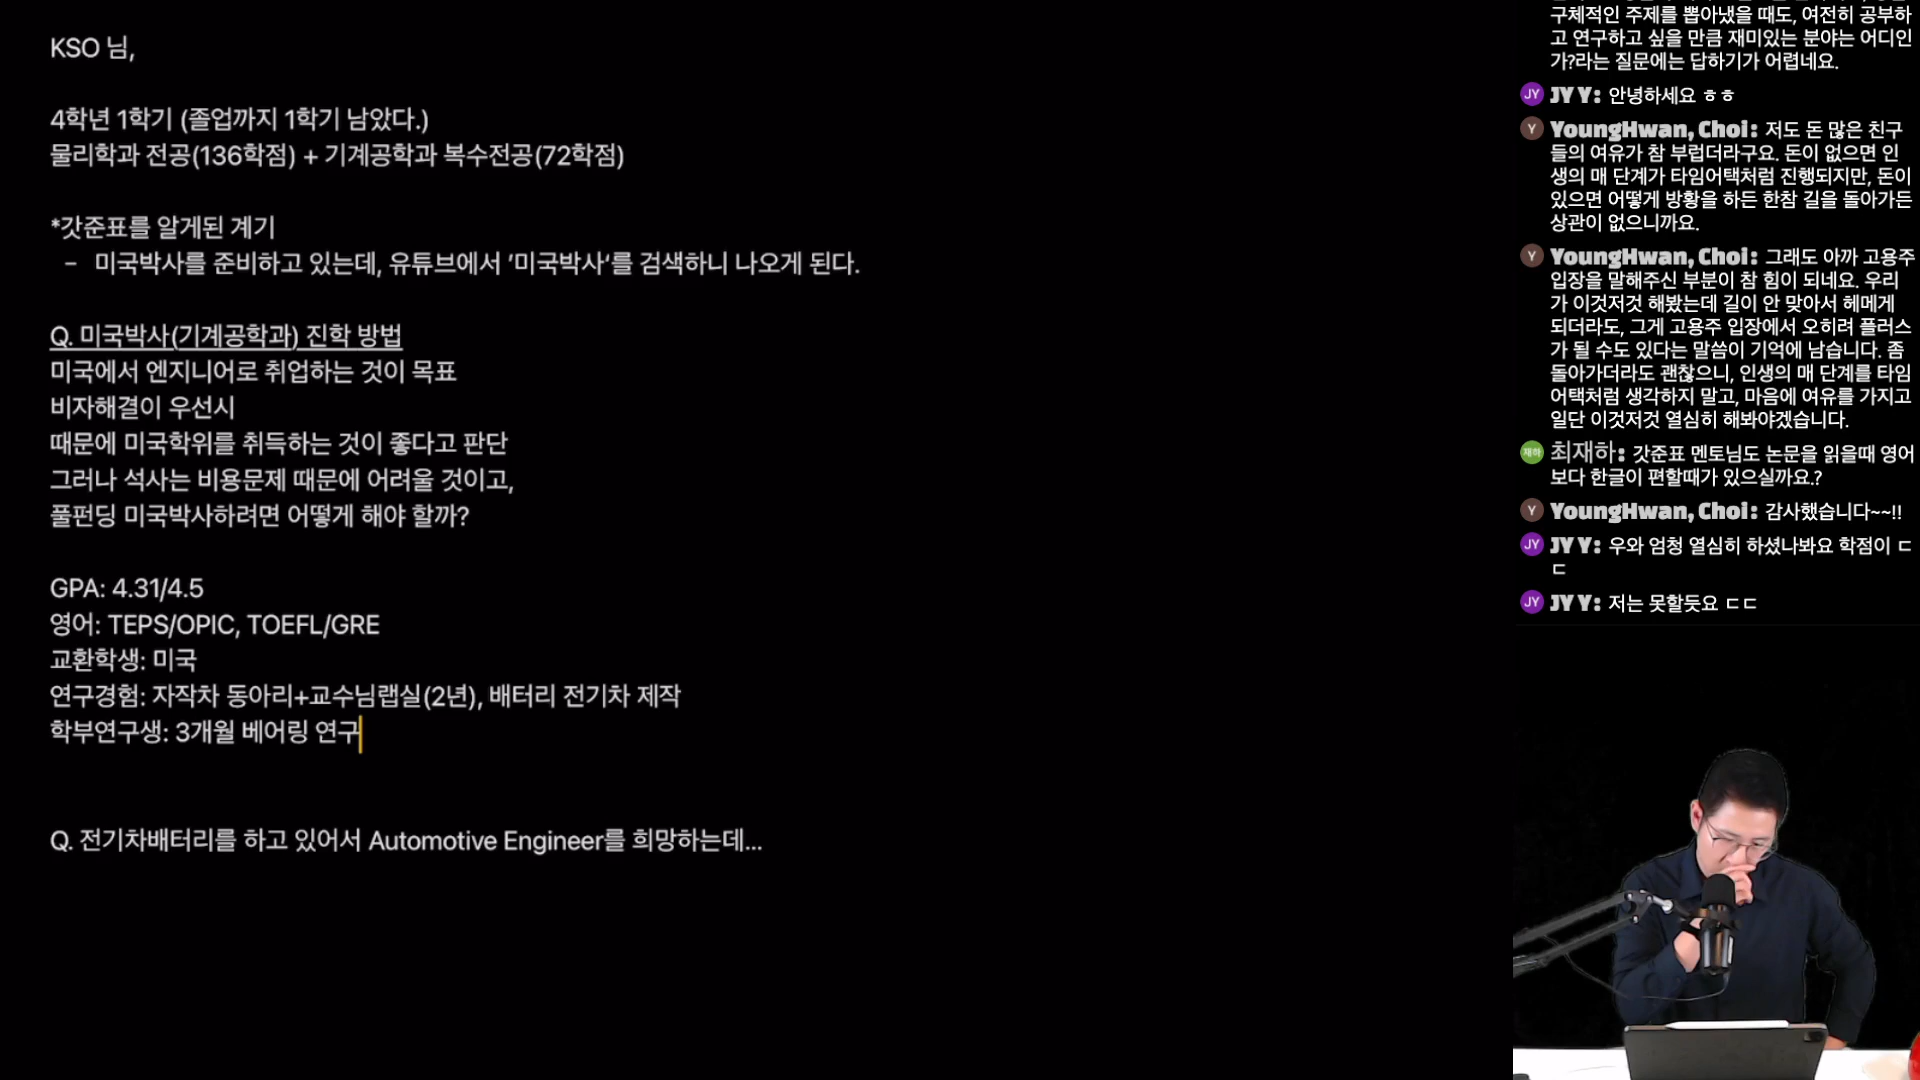 KSO 님,
4학년 1학기 (졸업까지 1학기 남았다.)
물리학과 전공(136학점) + 기계공학과 복수전공(72학점)
*갓준표를 알게된 계기
– 미국박사를 준비하고 있는데, 유튜브에서 '미국박사'를 검색하니 나오게 된다.
Q. 미국박사(기계공학과) 진학 방법
미국에서 엔지니어로 취업하는 것이 목표
비자해결이 우선시
때문에 미국학위를 취득하는 것이 좋다고 판단
그러나 석사는 비용문제 때문에 어려울 것이고,
풀펀딩 미국박사하려면 어떻게 해야 할까?
GPA: 4.31/4.5
영어: TEPS/OPIC, TOEFL/GRE
교환학생: 미국
연구경험: 자작차 동아리+교수님랩실(2년), 배터리 전기차 제작
학부연구생: 3개월 베어링 연구
Q. 전기차배터리를 하고 있어서 Automotive Engineer를 희망하는데...
구체적인 주제를 뽑아냈을 때도, 여전히 공부하
고 연구하고 싶을 만큼 재미있는 분야는 어디인
가?라는 질문에는 답하기가 어렵네요.
JY JY Y: 안녕하세요 ㅎㅎ
Y YoungHwan, Choi: 저도 돈 많은 친구
들의 여유가 참 부럽더라구요. 돈이 없으면 인
생의 매 단계가 타임어택처럼 진행되지만, 돈이
있으면 어떻게 방황을 하든 한참 길을 돌아가든
상관이 없으니까요.
Y YoungHwan, Choi: 그래도 아까 고용주
입장을 말해주신 부분이 참 힘이 되네요. 우리
가 이것저것 해봤는데 길이 안 맞아서 헤메게
되더라도, 그게 고용주 입장에서 오히려 플러스
가 될 수도 있다는 말씀이 기억에 남습니다. 좀
돌아가더라도 괜찮으니, 인생의 매 단계를 타임
어택처럼 생각하지 말고, 마음에 여유를 가지고
일단 이것저것 열심히 해봐야겠습니다.
재하 최재하: 갓준표 멘토님도 논문을 읽을때 영어
보다 한글이 편할때가 있으실까요.?
Y YoungHwan, Choi: 감사했습니다~~!!
JY JY Y: 우와 엄청 열심히 하셨나봐요 학점이 ㄷ
ㄷ
JY JY Y: 저는 못할듯요 ㄷㄷ